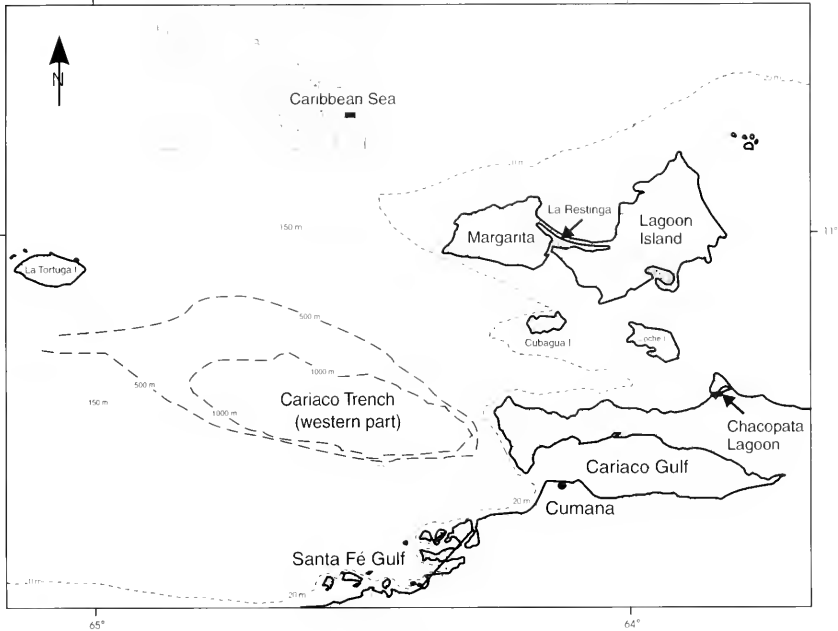 N
Caribbean Sea
20 m
150 m
La Restinga
Margarita
Lagoon
Island
11°
La Tortuga I
500 m
Cubagua I
1000 m
500 m
150 m
1000 m
Cariaco Trench
(western part)
Chacopata
Lagoon
Cariaco Gulf
20 m
Cumana
Santa Fé Gulf
20 m
65°
64°